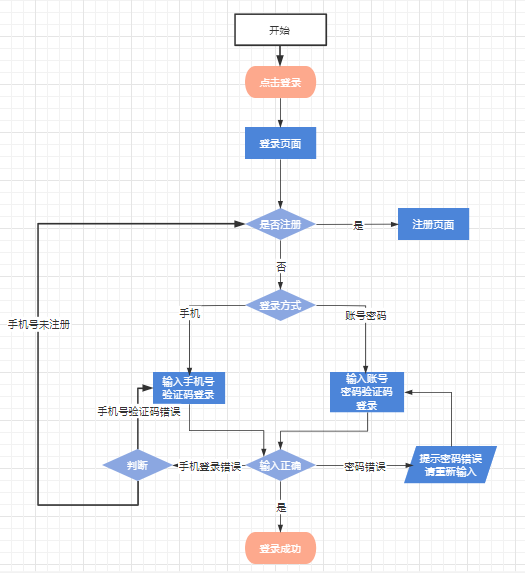 开始
点击登录
登录页面
是否注册
是
注册页面
否
手机号未注册
登录方式
手机
账号密码
输入手机号
验证码登录
输入账号
密码验证码
登录
手机号验证码错误
判断
手机登录错误
输入正确
密码错误
提示密码错误
请重新输入
是
登录成功